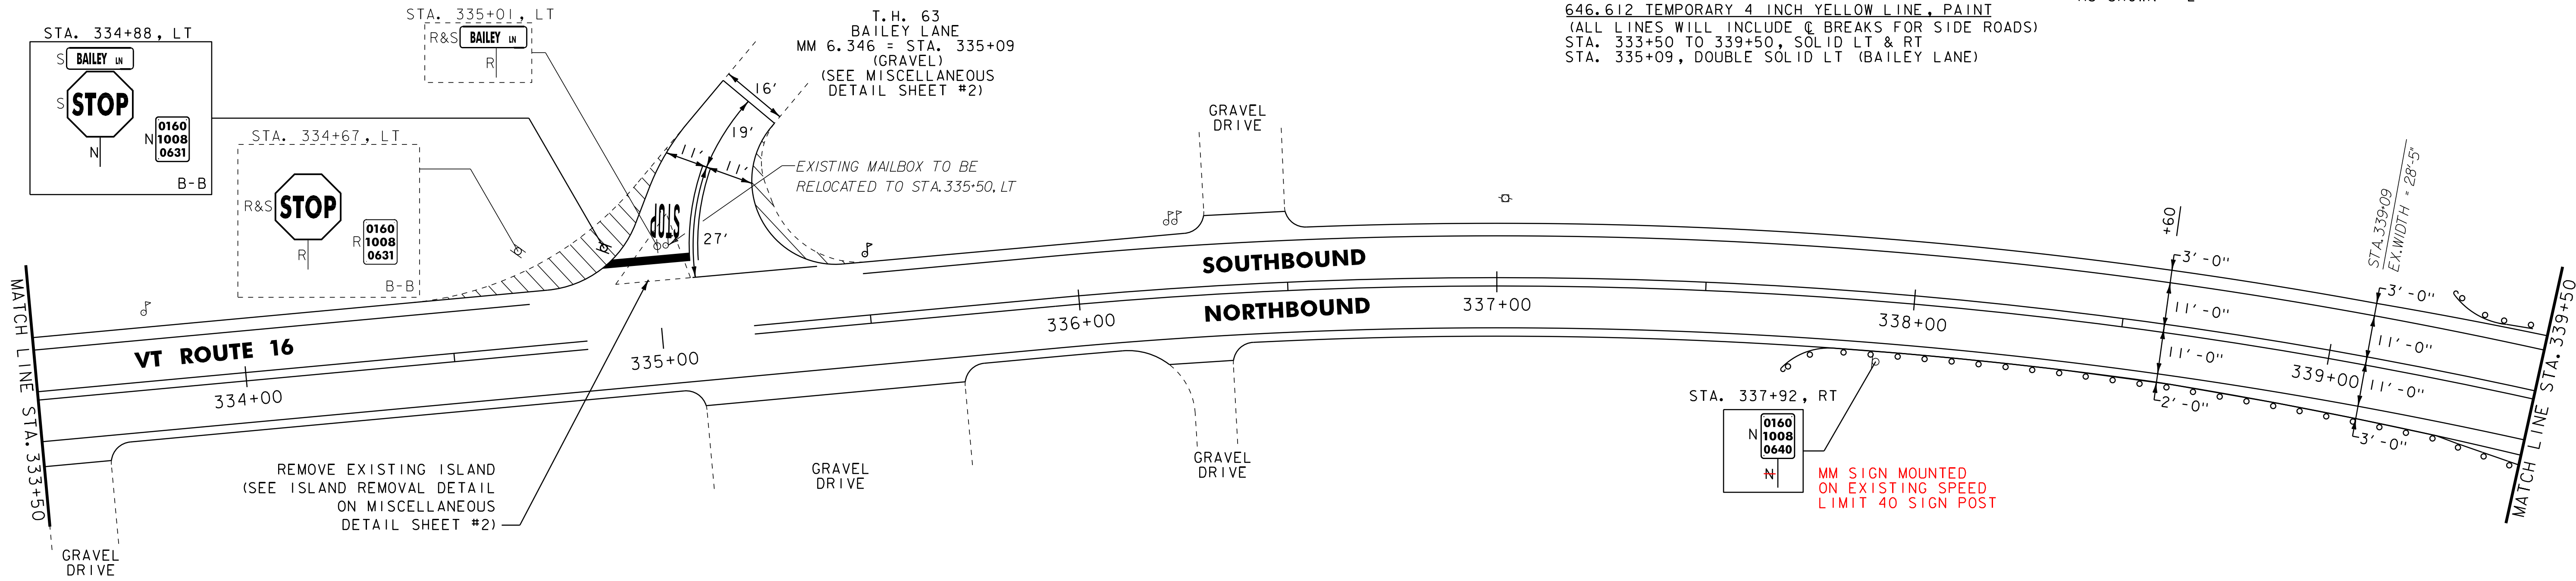 STA. 334+88, LT
S BAILEY LN
S STOP
N
N 0160
1008
0631
B-B
STA. 335+01, LT
R&S BAILEY LN
R
STA. 334+67, LT
R&S STOP
R
R 0160
1008
0631
B-B
T.H. 63
BAILEY LANE
MM 6.346 = STA. 335+09
(GRAVEL)
(SEE MISCELLANEOUS
DETAIL SHEET #2)
16'
19'
11'
11'
27'
STOP
EXISTING MAILBOX TO BE
RELOCATED TO STA.335+50, LT
646.612 TEMPORARY 4 INCH YELLOW LINE, PAINT
(ALL LINES WILL INCLUDE ℄ BREAKS FOR SIDE ROADS)
STA. 333+50 TO 339+50, SOLID LT & RT
STA. 335+09, DOUBLE SOLID LT (BAILEY LANE)
GRAVEL
DRIVE
MATCH LINE STA. 333+50
VT ROUTE 16
334+00
335+00
336+00
337+00
338+00
339+00
SOUTHBOUND
NORTHBOUND
+60
3'-0"
11'-0"
11'-0"
2'-0"
STA.339+09
EX.WIDTH = 28'-5"
3'-0"
11'-0"
11'-0"
3'-0"
MATCH LINE STA. 339+50
REMOVE EXISTING ISLAND
(SEE ISLAND REMOVAL DETAIL
ON MISCELLANEOUS
DETAIL SHEET #2)
GRAVEL
DRIVE
GRAVEL
DRIVE
GRAVEL
DRIVE
STA. 337+92, RT
N 0160
1008
0640
N
MM SIGN MOUNTED
ON EXISTING SPEED
LIMIT 40 SIGN POST